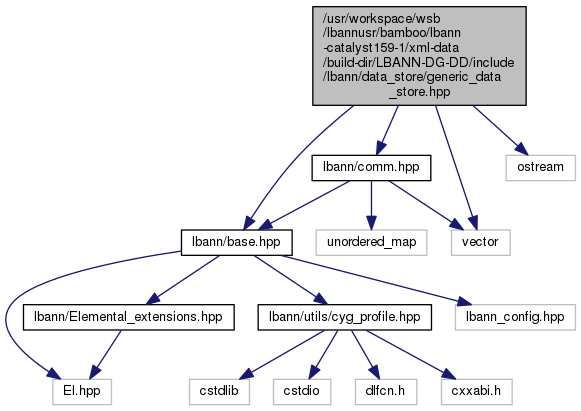 /usr/workspace/wsb
/lbannusr/bamboo/lbann
-catalyst159-1/xml-data
/build-dir/LBANN-DG-DD/include
/lbann/data_store/generic_data
_store.hpp
lbann/comm.hpp
ostream
lbann/base.hpp
unordered_map
vector
lbann/Elemental_extensions.hpp
lbann/utils/cyg_profile.hpp
lbann_config.hpp
El.hpp
cstdlib
cstdio
dlfcn.h
cxxabi.h